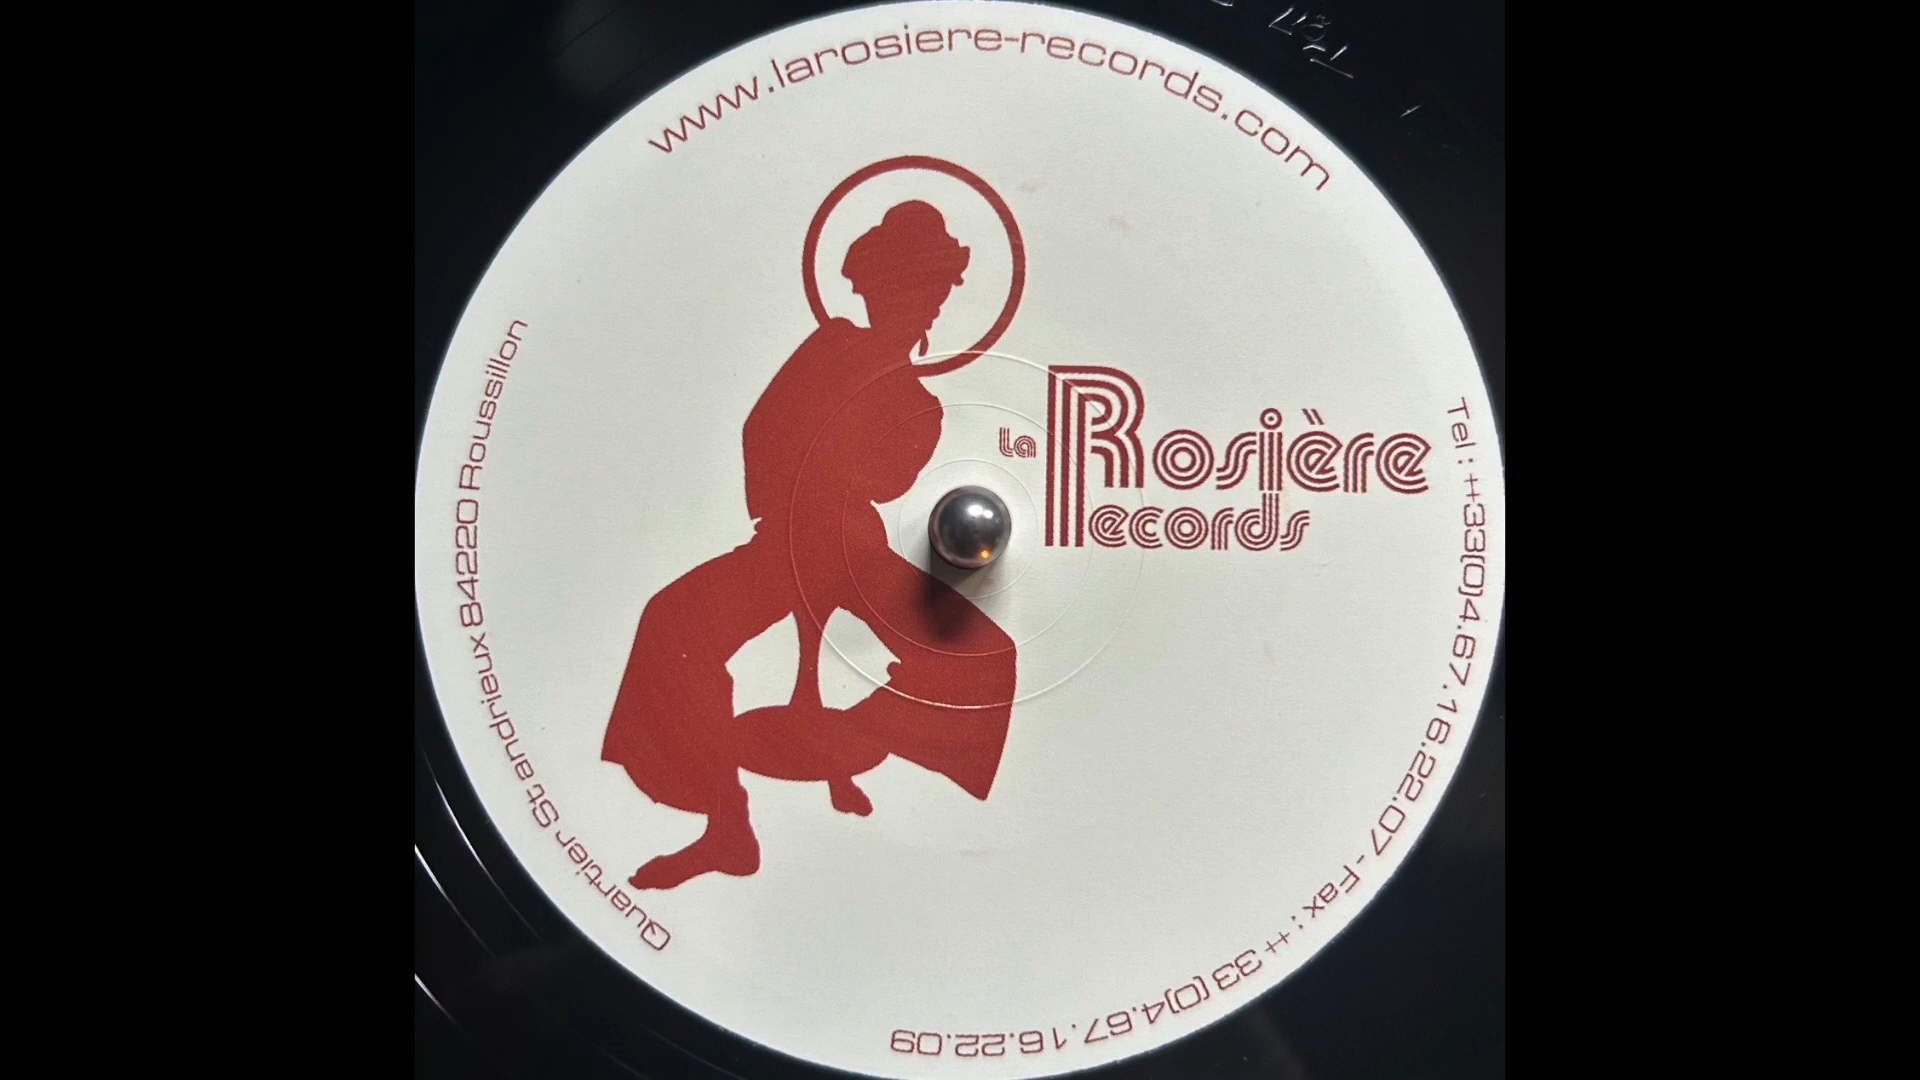 www.larosiere-records.com
La Rosière
Records
Quartier St andrieux 84220 Roussillon
Tel : ++33(0)4.67.16.22.07 - Fax : ++33 (0)4.67.16.22.09